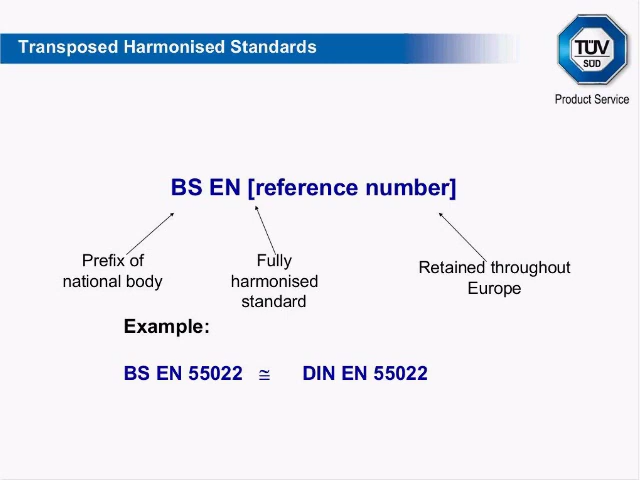 Transposed Harmonised Standards
TÜV
SÜD
Product Service
BS EN [reference number]
Prefix of
national body
Fully
harmonised
standard
Retained throughout
Europe
Example:
BS EN 55022 ≅ DIN EN 55022